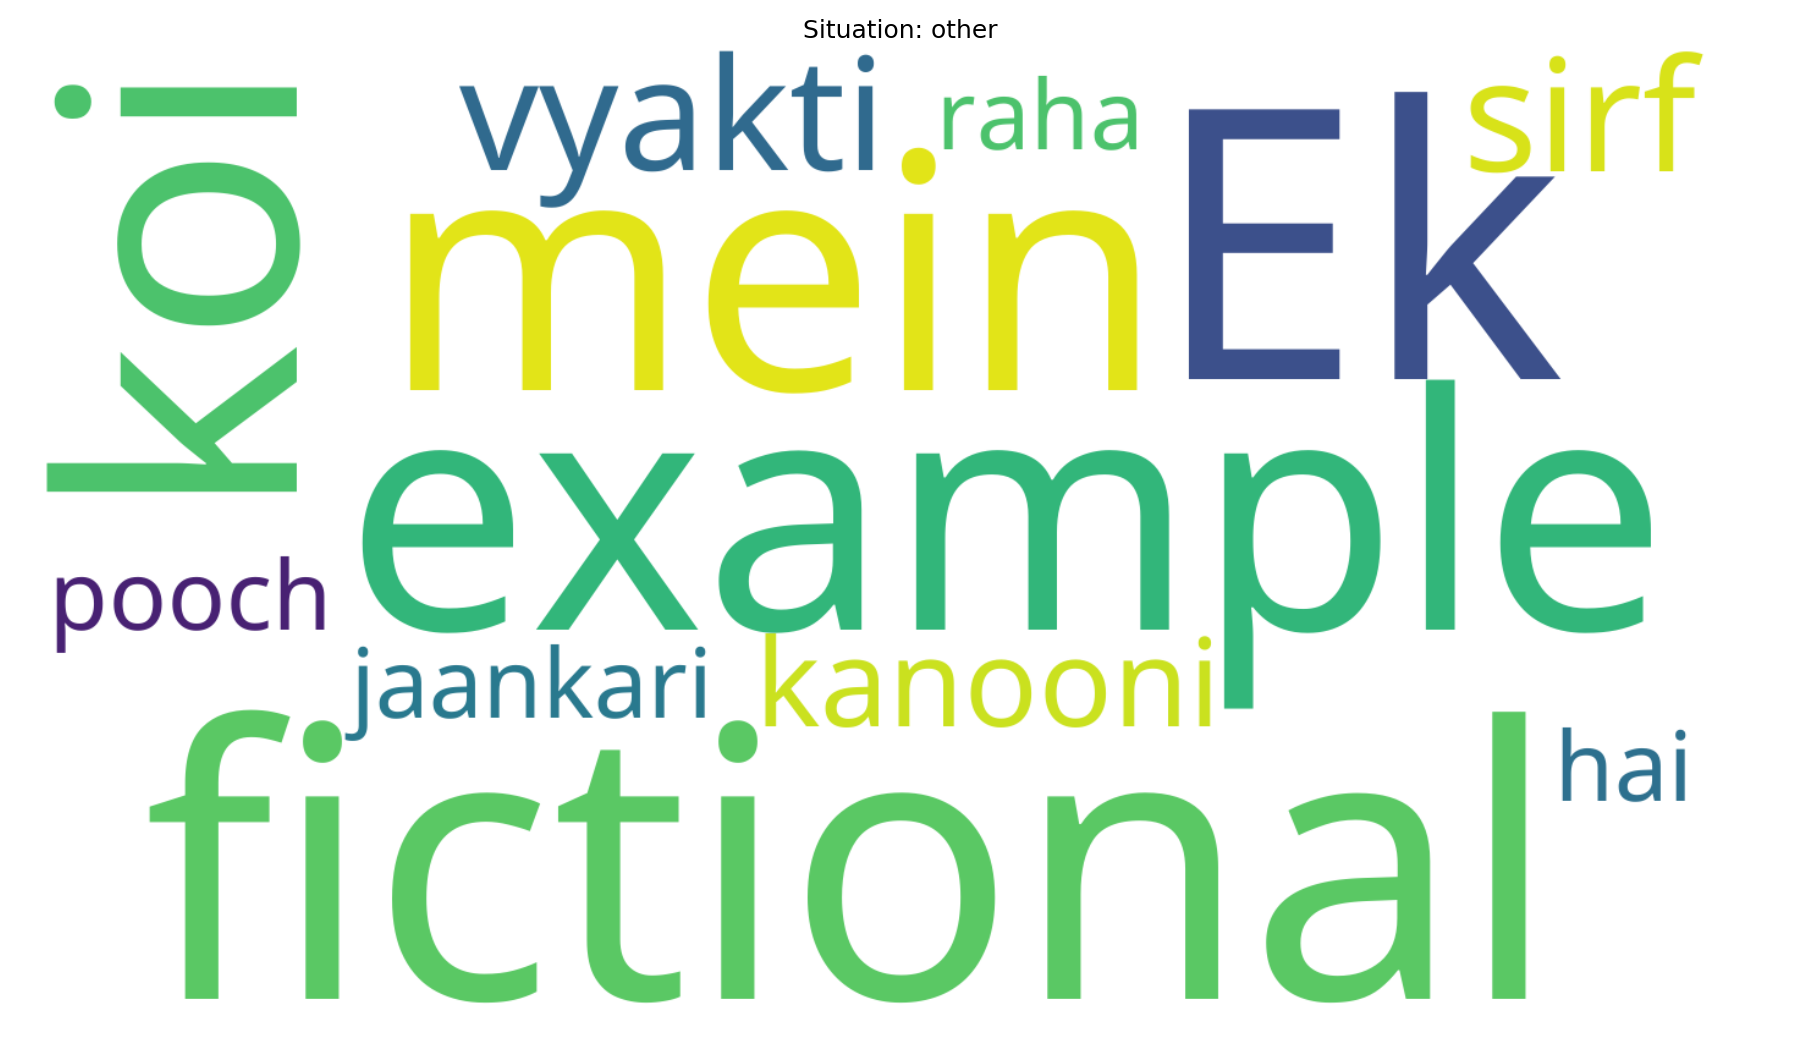 Situation: other
koi
vyakti raha sirf
mein Ek
example
pooch
jaankari kanooni
fictional hai